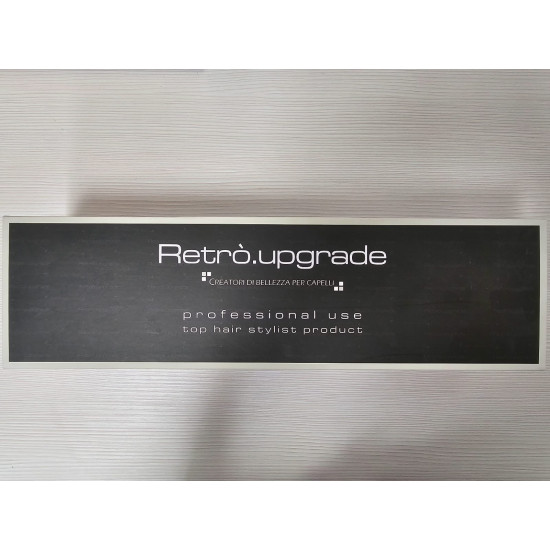 Retrò.upgrade
CREATORI DI BELLEZZA PER CAPELLI
professional use
top hair stylist product